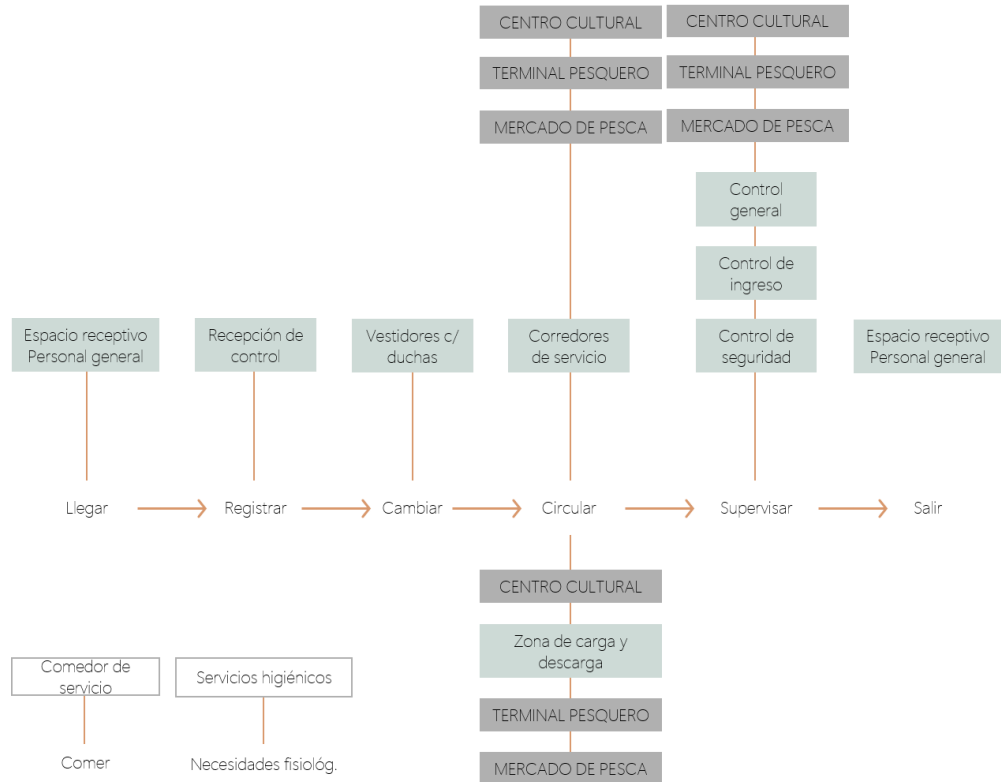 CENTRO CULTURAL
CENTRO CULTURAL
TERMINAL PESQUERO
TERMINAL PESQUERO
MERCADO DE PESCA
MERCADO DE PESCA
Control
general
Control de
ingreso
Espacio receptivo
Personal general
Recepción de
control
Vestidores c/
duchas
Corredores
de servicio
Control de
seguridad
Espacio receptivo
Personal general
Llegar
Registrar
Cambiar
Circular
Supervisar
Salir
CENTRO CULTURAL
Zona de carga y
descarga
Comedor de
servicio
Servicios higiénicos
TERMINAL PESQUERO
Comer
Necesidades fisiológ.
MERCADO DE PESCA